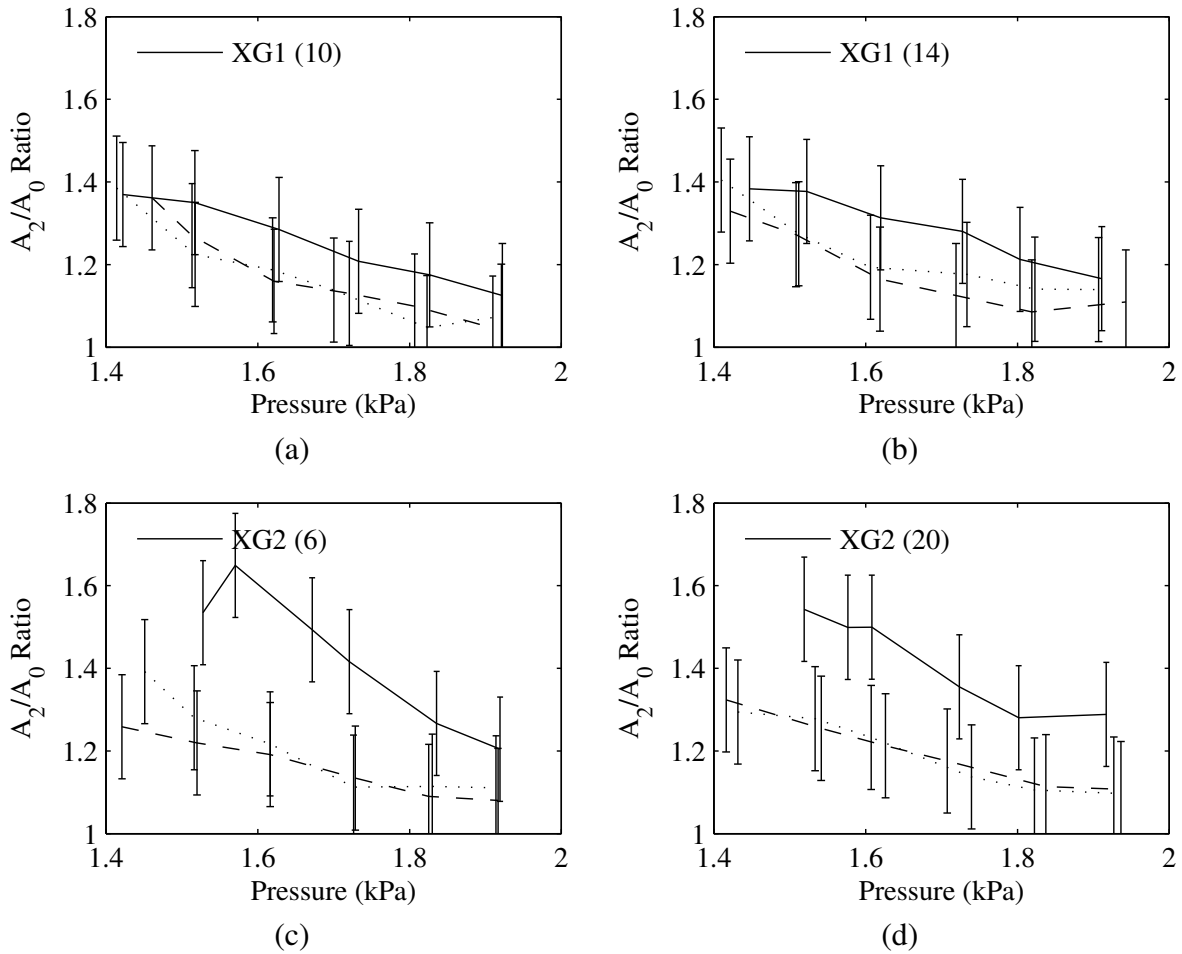 1.8
XG1 (10)
1.6
A2/A0 Ratio
1.4
1.2
1
1.4 1.6 1.8 2
Pressure (kPa)
(a)
1.8
XG1 (14)
1.6
A2/A0 Ratio
1.4
1.2
1
1.4 1.6 1.8 2
Pressure (kPa)
(b)
1.8
XG2 (6)
1.6
A2/A0 Ratio
1.4
1.2
1
1.4 1.6 1.8 2
Pressure (kPa)
(c)
1.8
XG2 (20)
1.6
A2/A0 Ratio
1.4
1.2
1
1.4 1.6 1.8 2
Pressure (kPa)
(d)